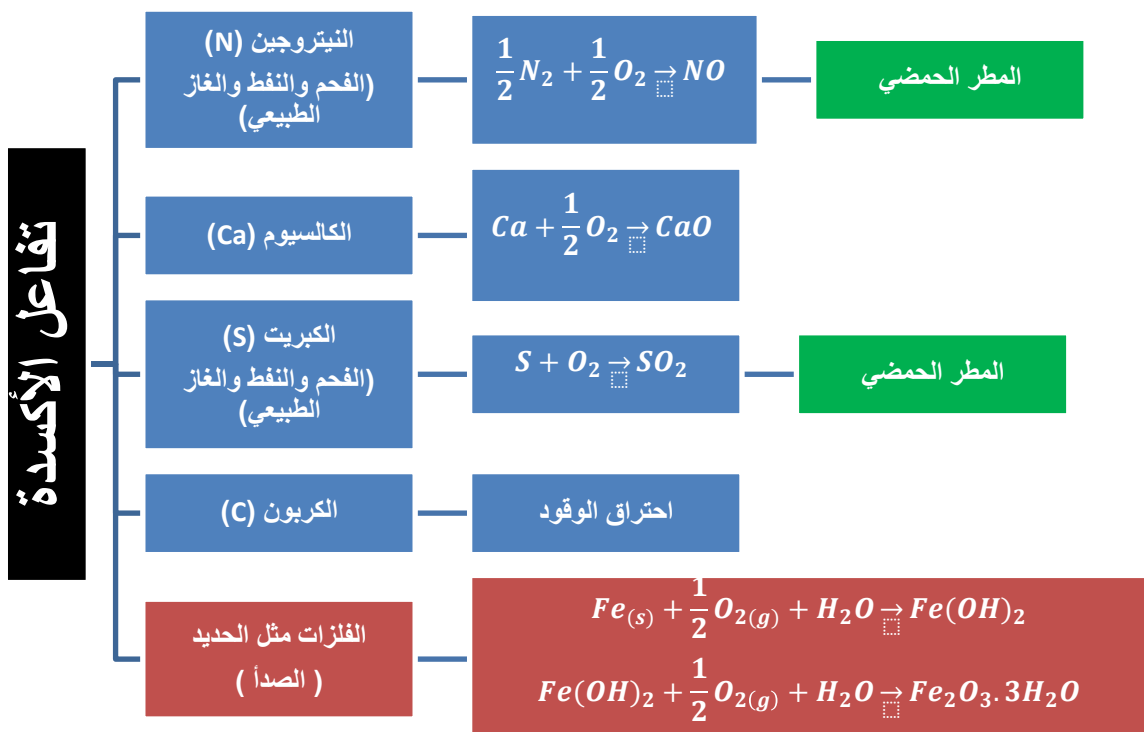 تفاعل الأكسدة
النيتروجين (N)
(الفحم والنفط والغاز
الطبيعي)
½ N₂ + ½ O₂ → NO
المطر الحمضي
الكالسيوم (Ca)
Ca + ½ O₂ → CaO
الكبريت (S)
(الفحم والنفط والغاز
الطبيعي)
S + O₂ → SO₂
المطر الحمضي
الكربون (C)
احتراق الوقود
الفلزات مثل الحديد
( الصدأ )
Fe₍s₎ + ½ O₂₍g₎ + H₂O → Fe(OH)₂
Fe(OH)₂ + ½ O₂₍g₎ + H₂O → Fe₂O₃. 3H₂O